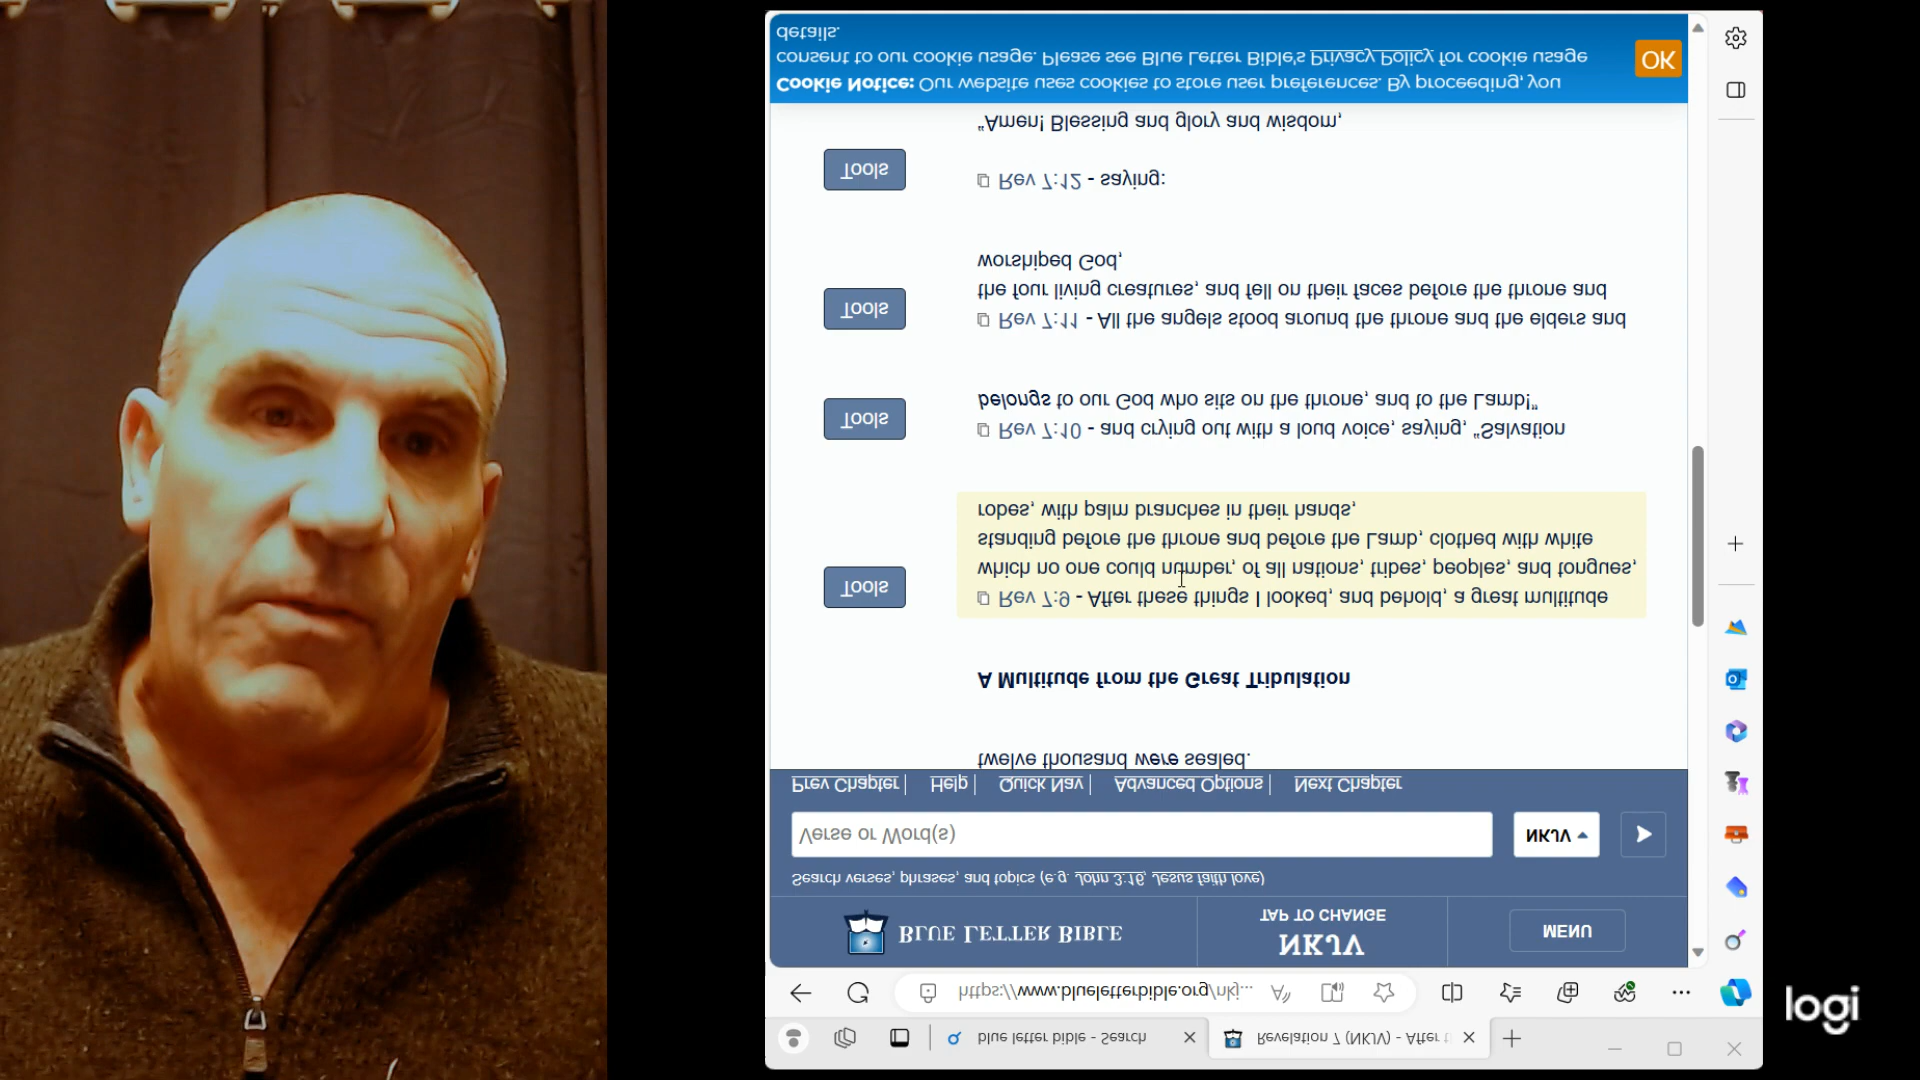 blue letter bible - Search
Revelation 7 (NKJV) - After t
https://www.blueletterbible.org/nkj...
BLUE LETTER BIBLE
NKJV
TAP TO CHANGE
MENU
Search verses, phrases, and topics (e.g. John 3:16, Jesus faith love)
Verse or Word(s)
NKJV
Prev Chapter | Help | Quick Nav | Advanced Options | Next Chapter
twelve thousand were sealed.
A Multitude from the Great Tribulation
Tools
Rev 7:9 - After these things I looked, and behold, a great multitude
which no one could number, of all nations, tribes, peoples, and tongues,
standing before the throne and before the Lamb, clothed with white
robes, with palm branches in their hands,
Tools
Rev 7:10 - and crying out with a loud voice, saying, "Salvation
belongs to our God who sits on the throne, and to the Lamb!"
Tools
Rev 7:11 - All the angels stood around the throne and the elders and
the four living creatures, and fell on their faces before the throne and
worshiped God,
Tools
Rev 7:12 - saying:
"Amen! Blessing and glory and wisdom,
Cookie Notice: Our website uses cookies to store user preferences. By proceeding, you
consent to our cookie usage. Please see Blue Letter Bible's Privacy Policy for cookie usage
details.
OK
logi